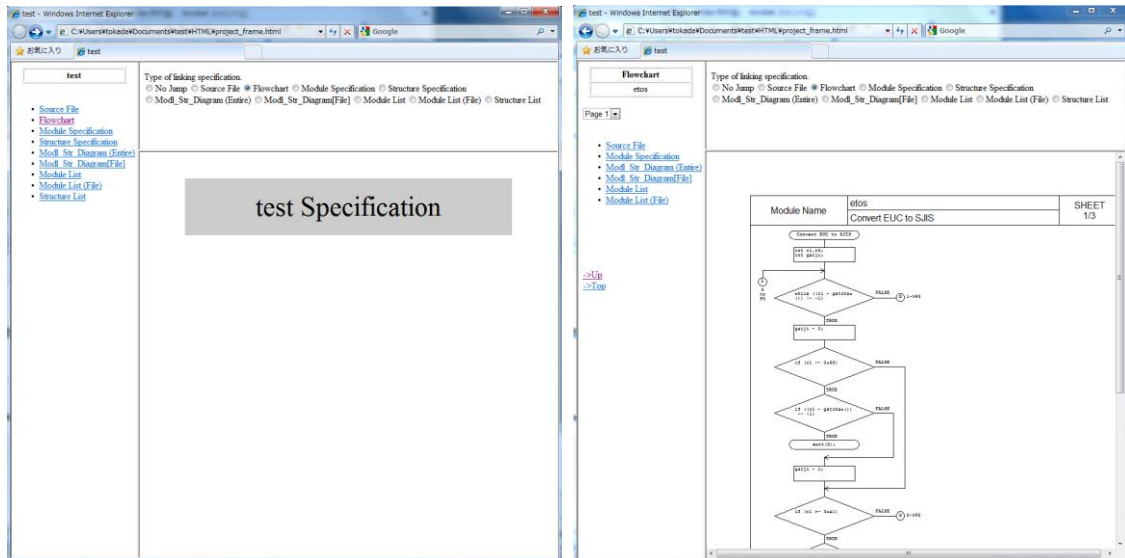 test - Windows Internet Explorer
C:¥Users¥tokada¥Documents¥test¥HTML¥project_frame.html
Google
お気に入り
test
test
Source File
Flowchart
Module Specification
Structure Specification
Modl_Str_Diagram (Entire)
Modl_Str_Diagram[File]
Module List
Module List (File)
Structure List
Type of linking specification.
No Jump Source File Flowchart Module Specification Structure Specification
Modl_Str_Diagram (Entire) Modl_Str_Diagram[File] Module List Module List (File) Structure List
test Specification
test - Windows Internet Explorer
C:¥Users¥tokada¥Documents¥test¥HTML¥project_frame.html
Google
お気に入り
test
Flowchart
etos
Page 1
Source File
Module Specification
Modl_Str_Diagram (Entire)
Modl_Str_Diagram[File]
Module List
Module List (File)
->Up
->Top
Type of linking specification.
No Jump Source File Flowchart Module Specification Structure Specification
Modl_Str_Diagram (Entire) Modl_Str_Diagram[File] Module List Module List (File) Structure List
Module Name
etos
Convert EUC to SJIS
SHEET
1/3
Convert EUC to SJIS
int c1,c2;
int gaiji;
FALSE
TRUE
gaiji = 0;
FALSE
TRUE
FALSE
TRUE
exit(0);
gaiji = 1;
FALSE
TRUE